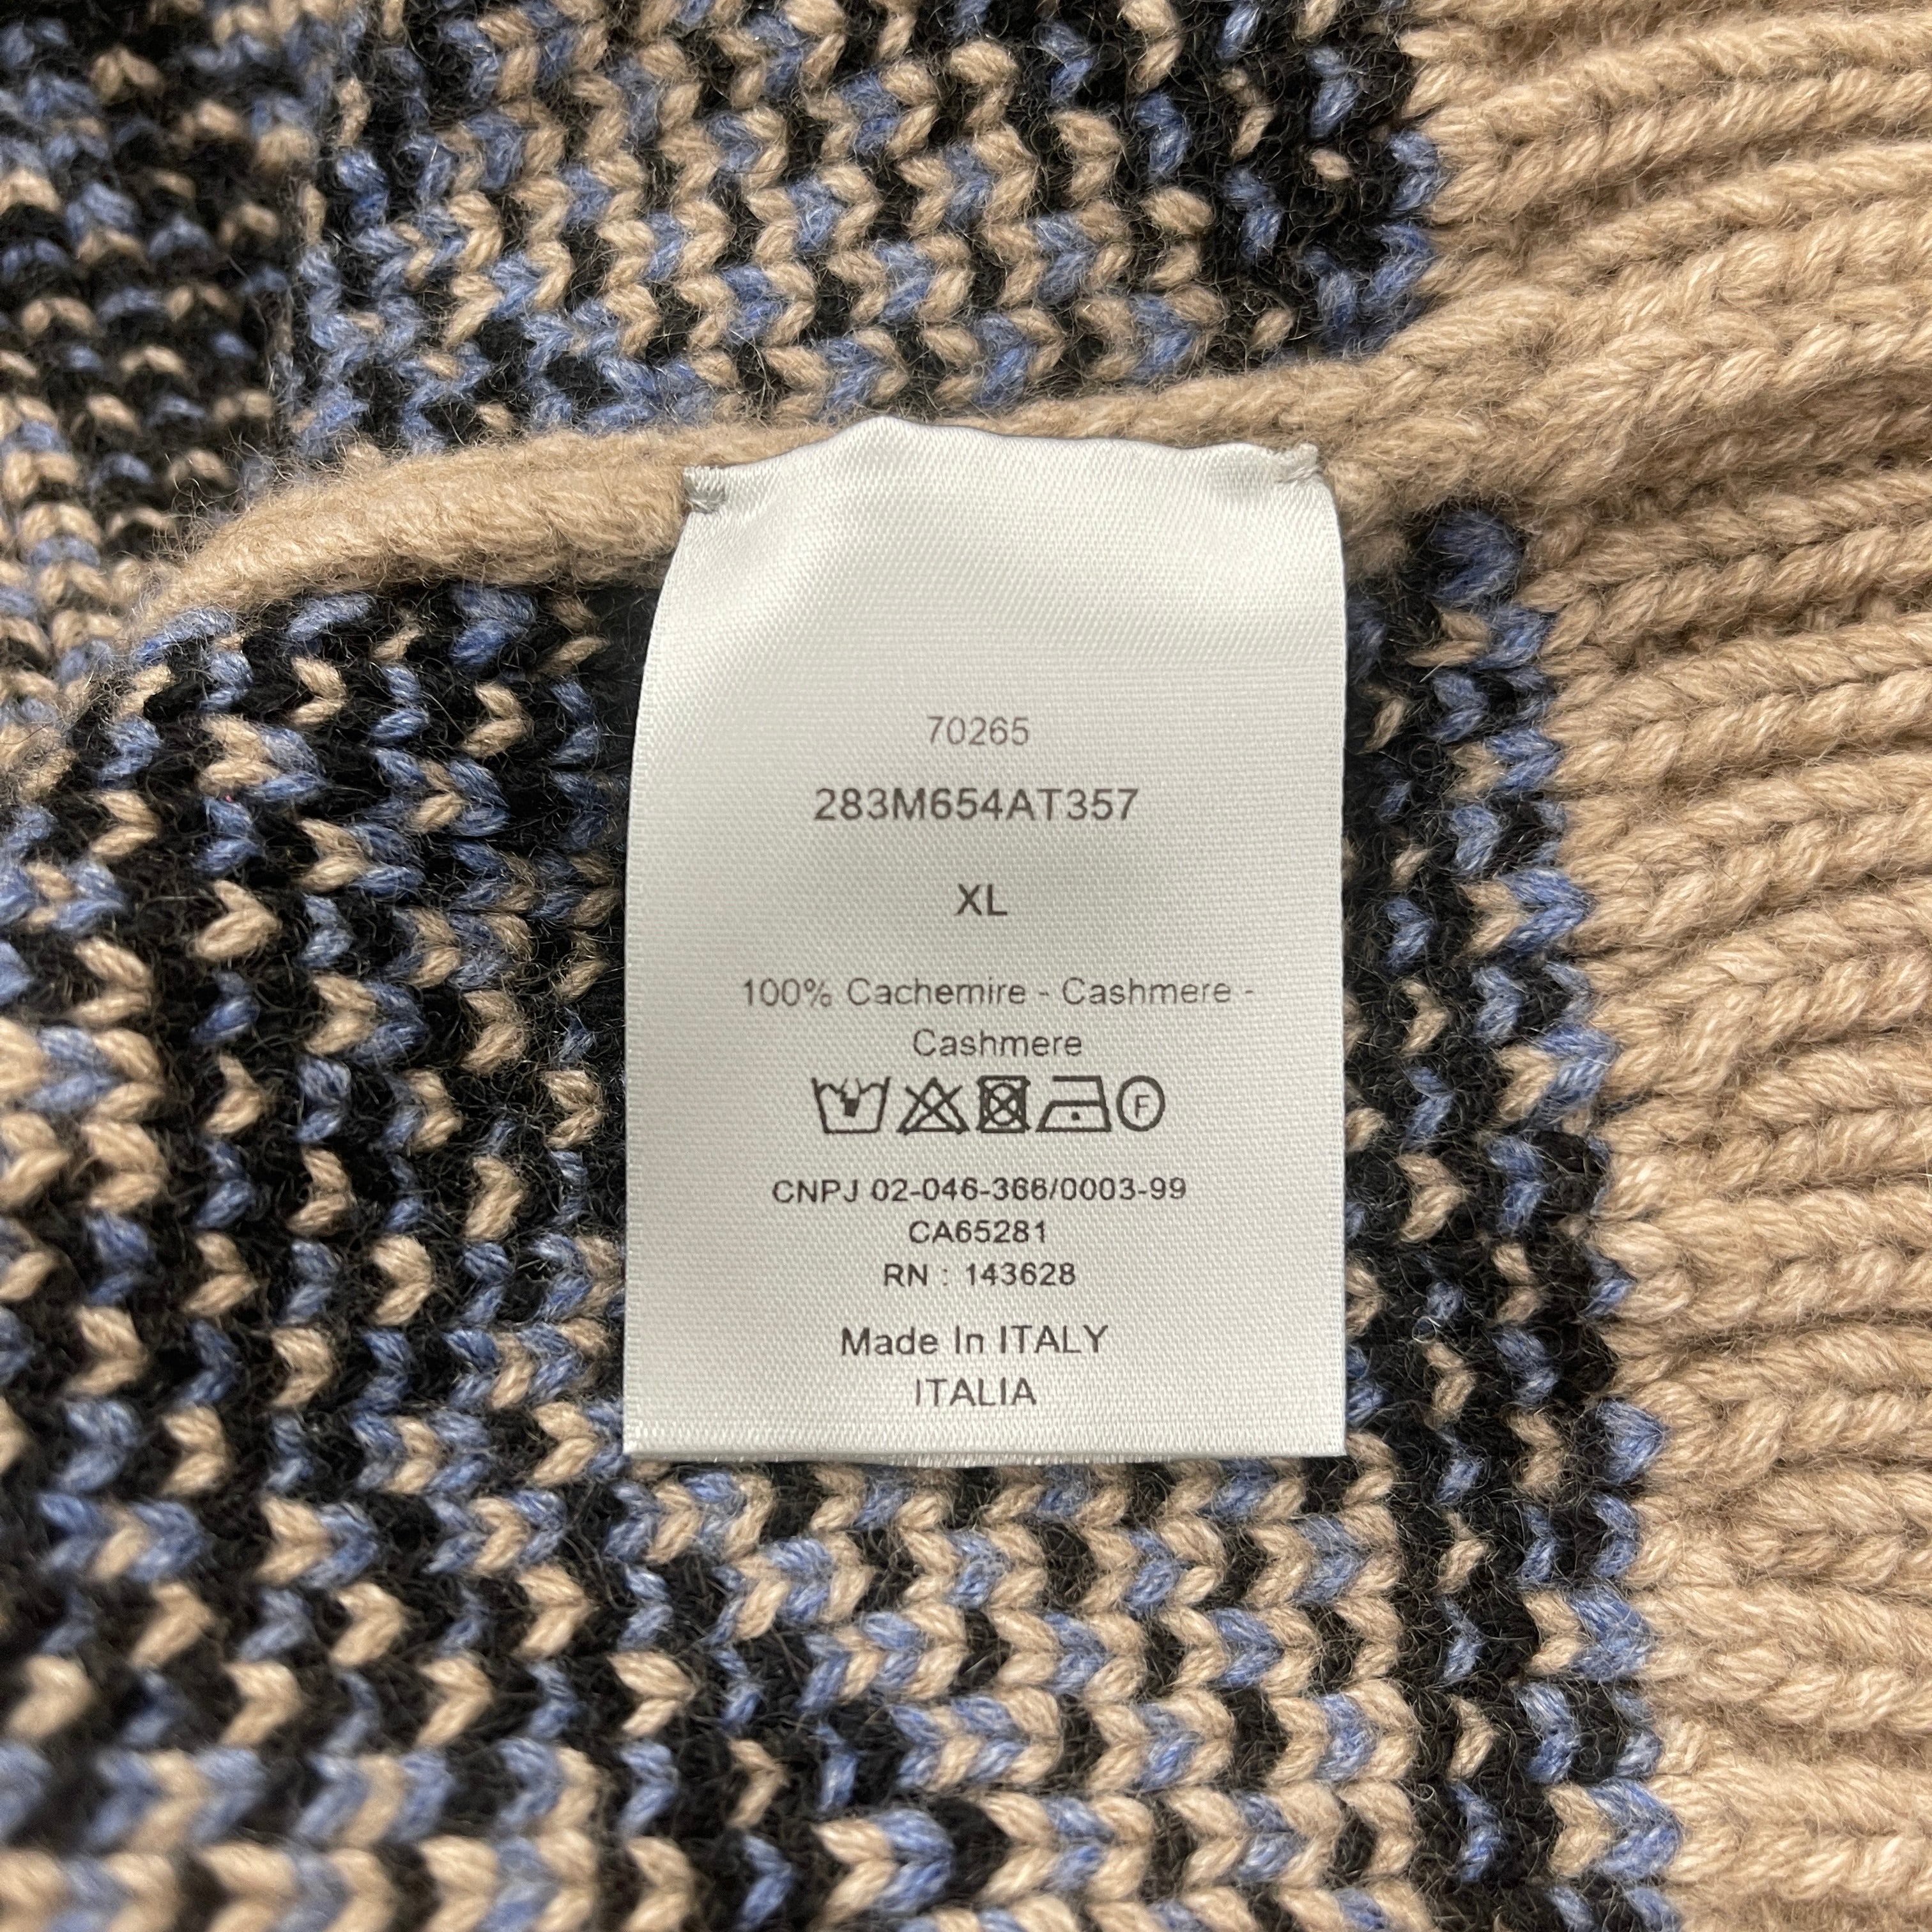 70265
283M654AT357
XL
100% Cachemire - Cashmere -
Cashmere
F
CNPJ 02-046-366/0003-99
CA65281
RN : 143628
Made In ITALY
ITALIA